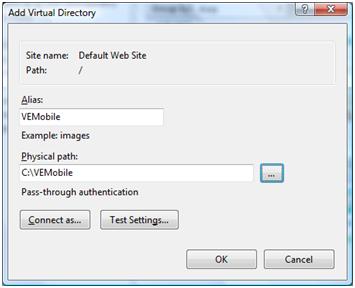 Add Virtual Directory
Site name: Default Web Site
Path: /
Alias:
VEMobile
Example: images
Physical path:
C:\VEMobile
...
Pass-through authentication
Connect as... Test Settings...
OK Cancel